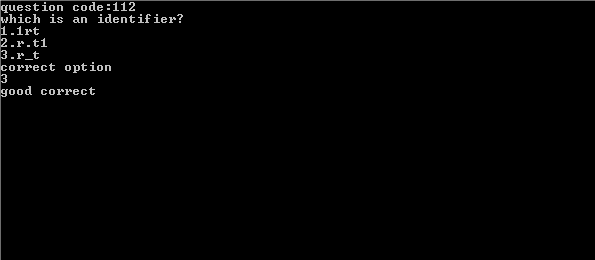 question code:112
which is an identifier?
1.1rt
2.r.t1
3.r_t
correct option
3
good correct